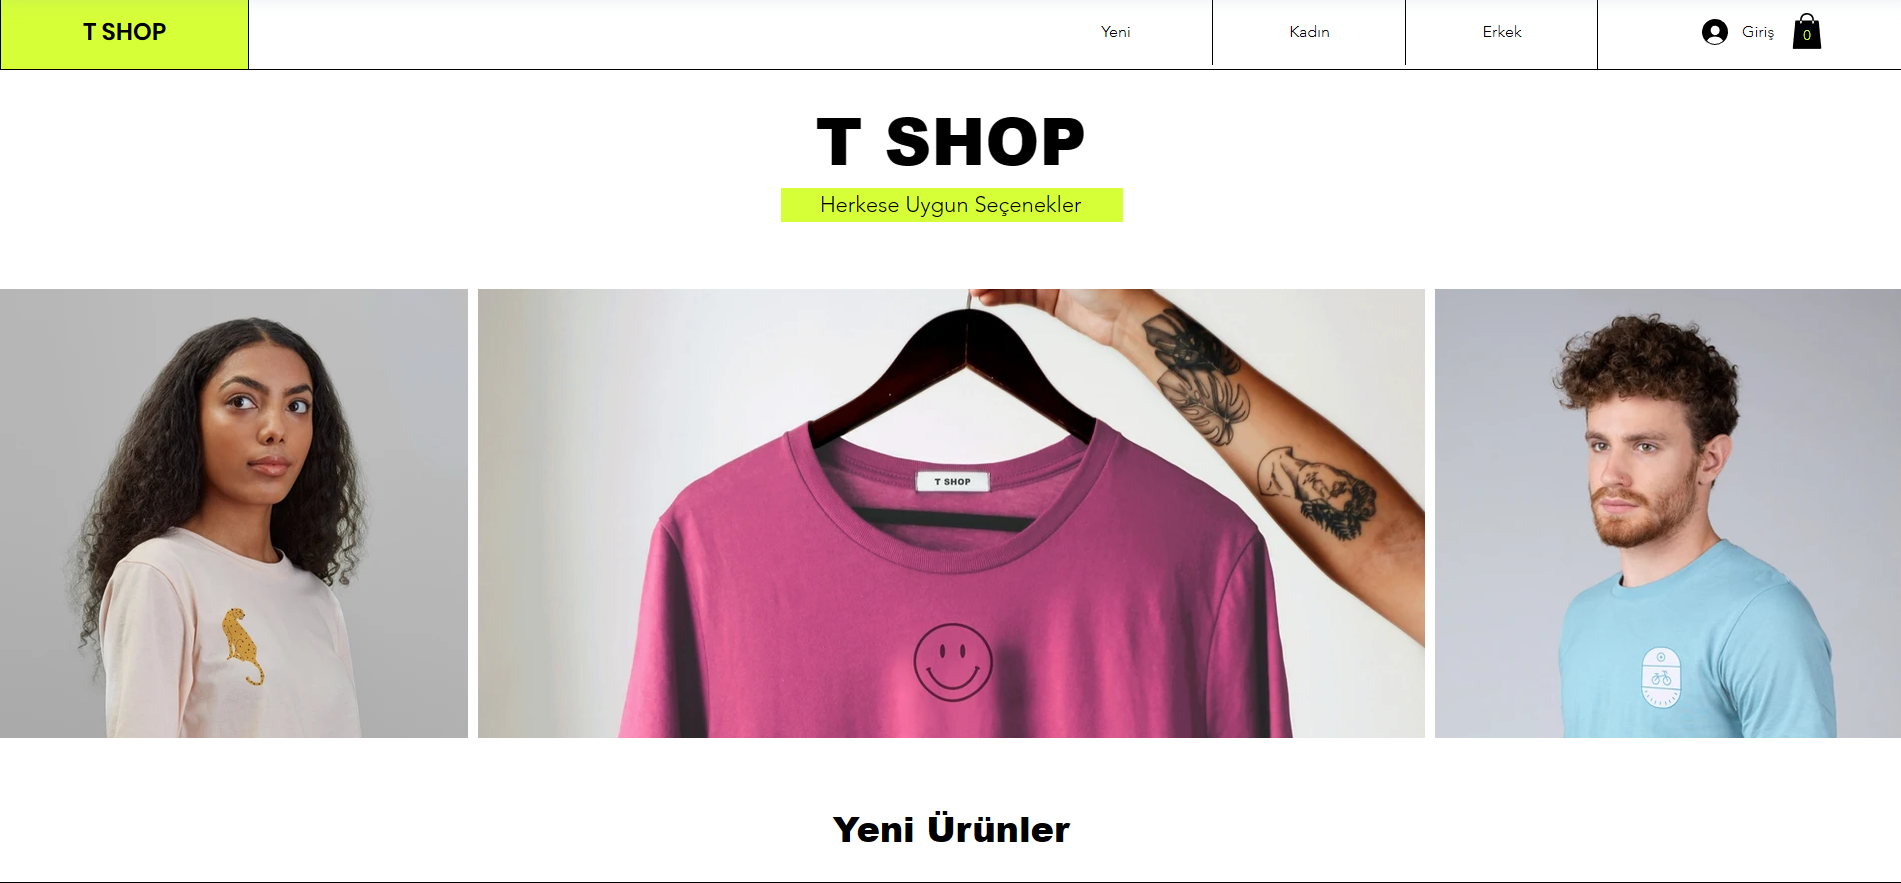 T SHOP
Yeni
Kadın
Erkek
Giriş
0
T SHOP
Herkese Uygun Seçenekler
T SHOP
Yeni Ürünler